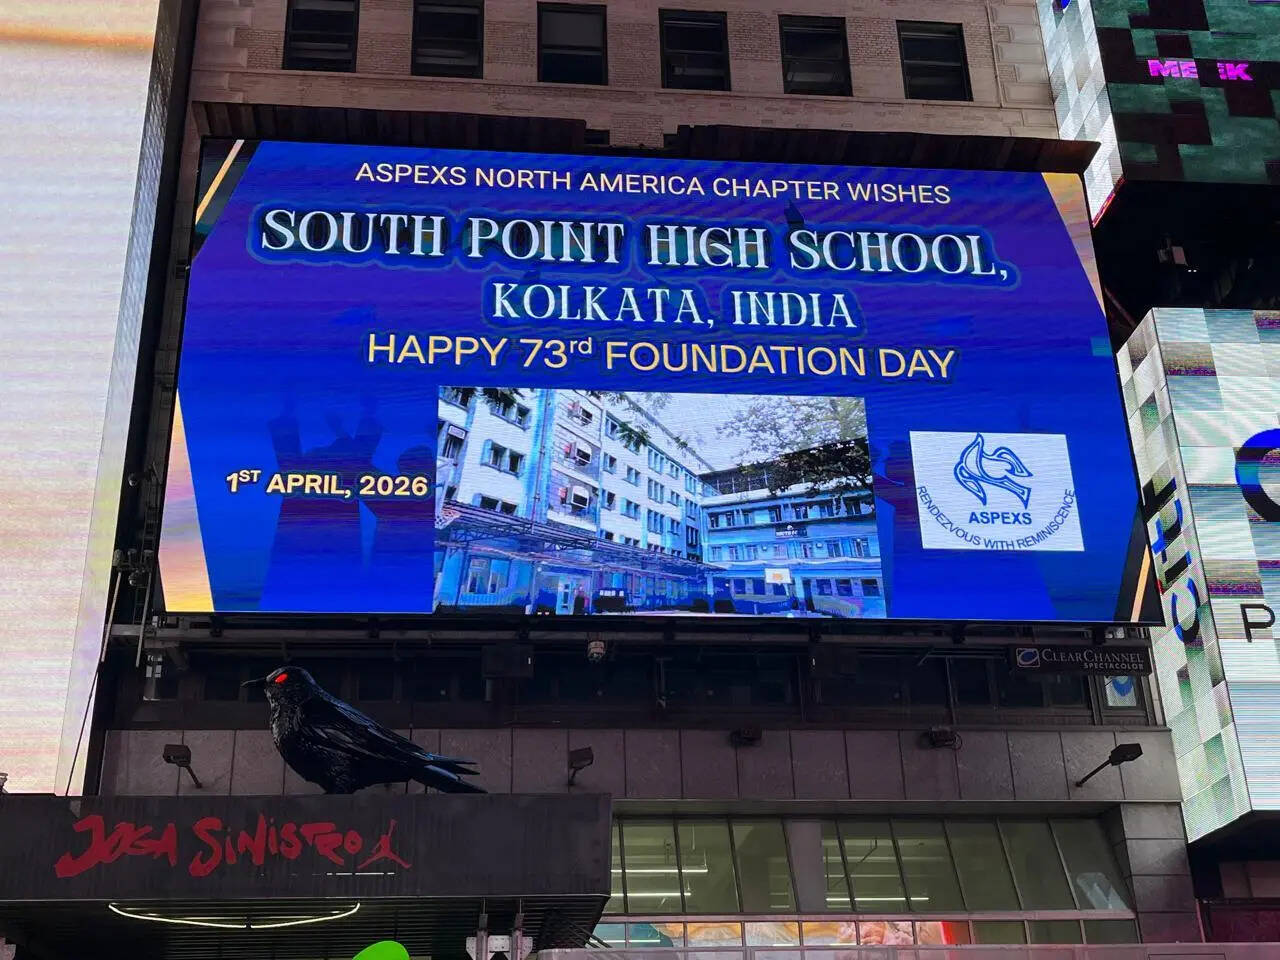 ASPEXS NORTH AMERICA CHAPTER WISHES
SOUTH POINT HIGH SCHOOL,
KOLKATA, INDIA
HAPPY 73rd FOUNDATION DAY
1ST APRIL, 2026
ASPEXS
RENDEZVOUS WITH REMINISCENCE
CLEARCHANNEL
SPECTACOLOR
JOGA SINISTRO
P